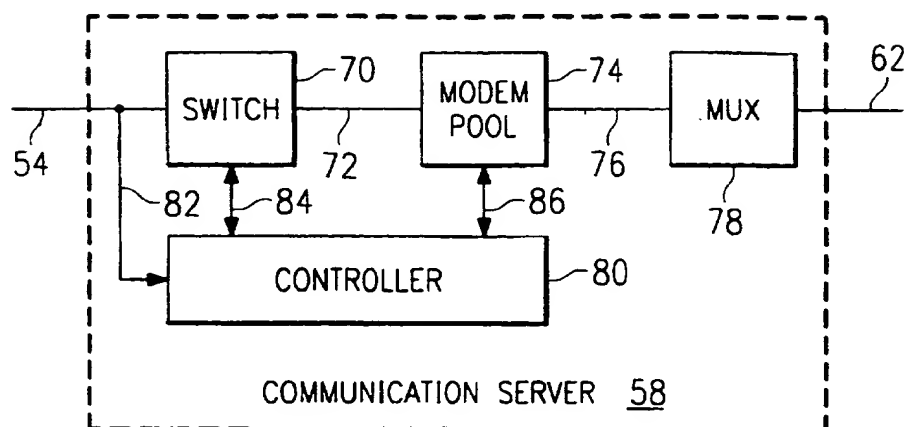 70
74
62
SWITCH
MODEM
POOL
MUX
54
72
76
82
84
86
78
CONTROLLER
80
COMMUNICATION SERVER 58